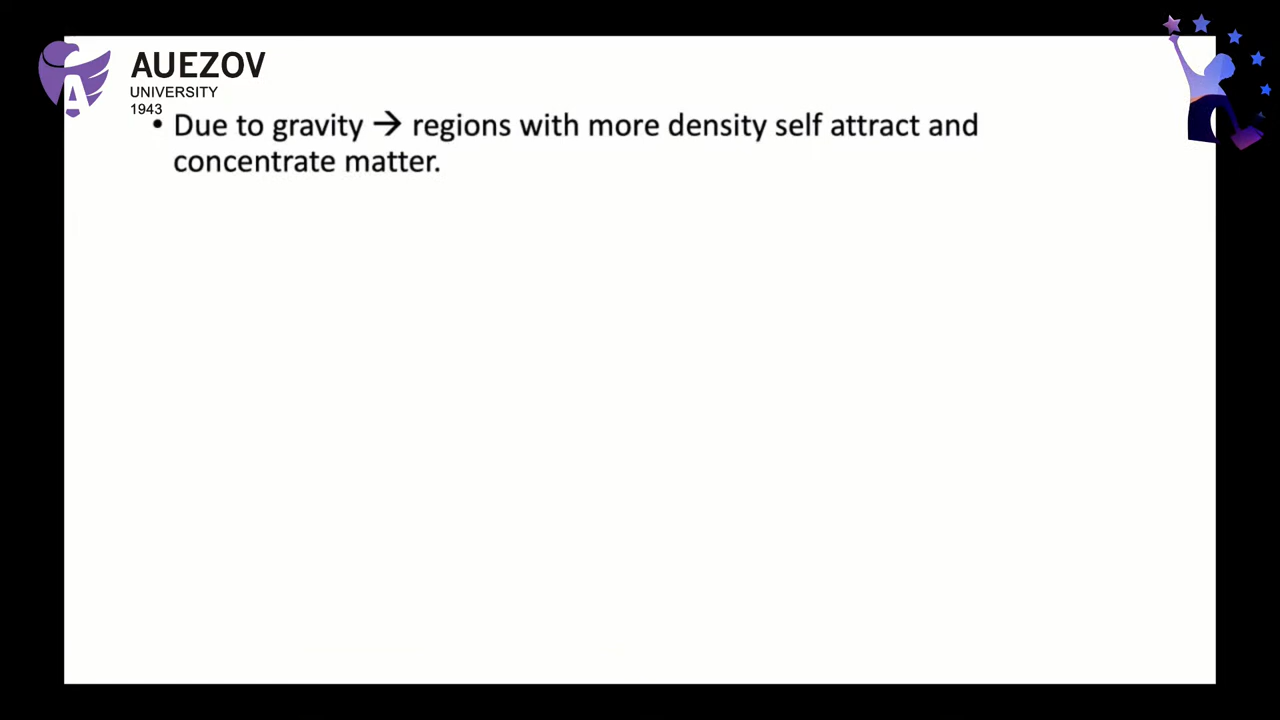 AUEZOV
UNIVERSITY
1943
• Due to gravity → regions with more density self attract and
concentrate matter.